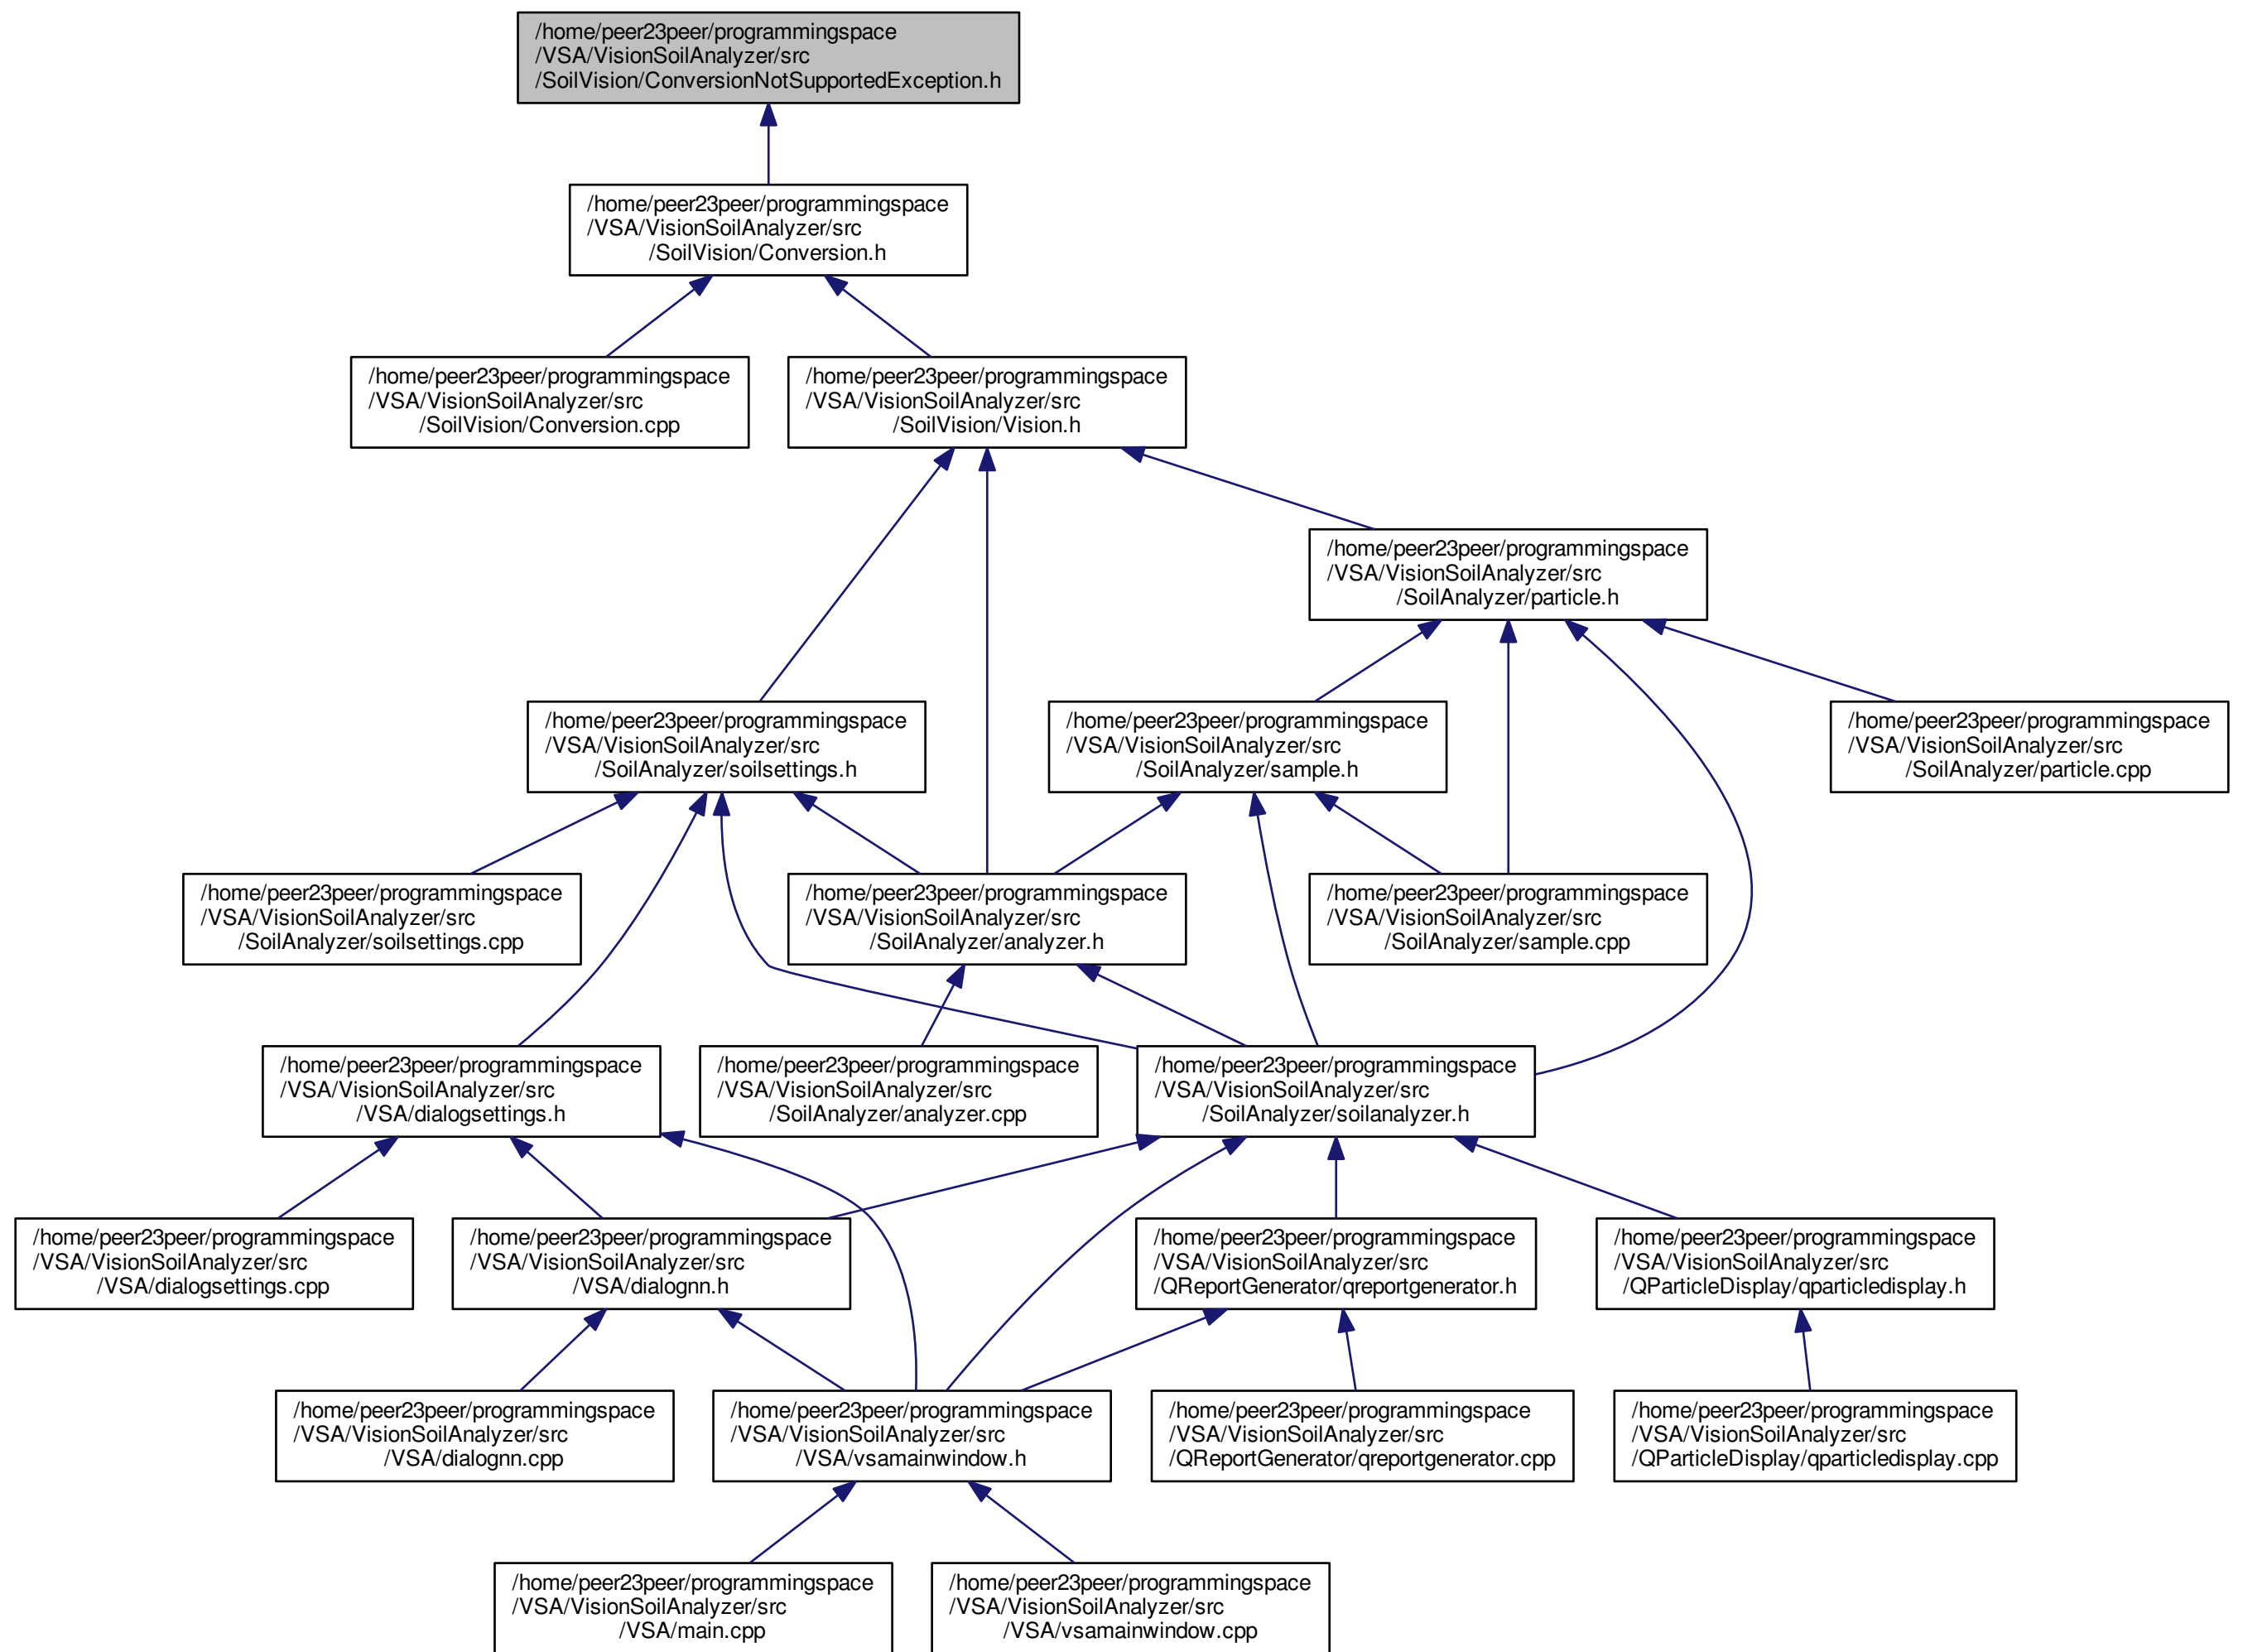 /home/peer23peer/programmingspace
/VSA/VisionSoilAnalyzer/src
/SoilVision/ConversionNotSupportedException.h
/home/peer23peer/programmingspace
/VSA/VisionSoilAnalyzer/src
/SoilVision/Conversion.h
/home/peer23peer/programmingspace
/VSA/VisionSoilAnalyzer/src
/SoilVision/Conversion.cpp
/home/peer23peer/programmingspace
/VSA/VisionSoilAnalyzer/src
/SoilVision/Vision.h
/home/peer23peer/programmingspace
/VSA/VisionSoilAnalyzer/src
/SoilAnalyzer/particle.h
/home/peer23peer/programmingspace
/VSA/VisionSoilAnalyzer/src
/SoilAnalyzer/soilsettings.h
/home/peer23peer/programmingspace
/VSA/VisionSoilAnalyzer/src
/SoilAnalyzer/sample.h
/home/peer23peer/programmingspace
/VSA/VisionSoilAnalyzer/src
/SoilAnalyzer/particle.cpp
/home/peer23peer/programmingspace
/VSA/VisionSoilAnalyzer/src
/SoilAnalyzer/soilsettings.cpp
/home/peer23peer/programmingspace
/VSA/VisionSoilAnalyzer/src
/SoilAnalyzer/analyzer.h
/home/peer23peer/programmingspace
/VSA/VisionSoilAnalyzer/src
/SoilAnalyzer/sample.cpp
/home/peer23peer/programmingspace
/VSA/VisionSoilAnalyzer/src
/VSA/dialogsettings.h
/home/peer23peer/programmingspace
/VSA/VisionSoilAnalyzer/src
/SoilAnalyzer/analyzer.cpp
/home/peer23peer/programmingspace
/VSA/VisionSoilAnalyzer/src
/SoilAnalyzer/soilanalyzer.h
/home/peer23peer/programmingspace
/VSA/VisionSoilAnalyzer/src
/VSA/dialogsettings.cpp
/home/peer23peer/programmingspace
/VSA/VisionSoilAnalyzer/src
/VSA/dialognn.h
/home/peer23peer/programmingspace
/VSA/VisionSoilAnalyzer/src
/QReportGenerator/qreportgenerator.h
/home/peer23peer/programmingspace
/VSA/VisionSoilAnalyzer/src
/QParticleDisplay/qparticledisplay.h
/home/peer23peer/programmingspace
/VSA/VisionSoilAnalyzer/src
/VSA/dialognn.cpp
/home/peer23peer/programmingspace
/VSA/VisionSoilAnalyzer/src
/VSA/vsamainwindow.h
/home/peer23peer/programmingspace
/VSA/VisionSoilAnalyzer/src
/QReportGenerator/qreportgenerator.cpp
/home/peer23peer/programmingspace
/VSA/VisionSoilAnalyzer/src
/QParticleDisplay/qparticledisplay.cpp
/home/peer23peer/programmingspace
/VSA/VisionSoilAnalyzer/src
/VSA/main.cpp
/home/peer23peer/programmingspace
/VSA/VisionSoilAnalyzer/src
/VSA/vsamainwindow.cpp